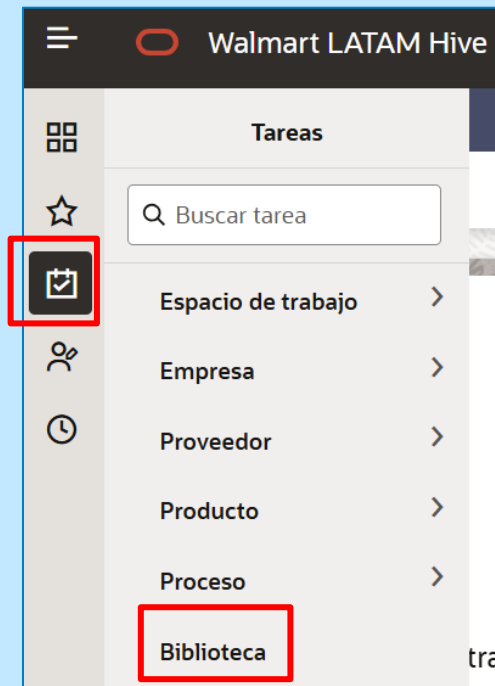 Walmart LATAM Hive
Tareas
Buscar tarea
Espacio de trabajo
Empresa
Proveedor
Producto
Proceso
Biblioteca